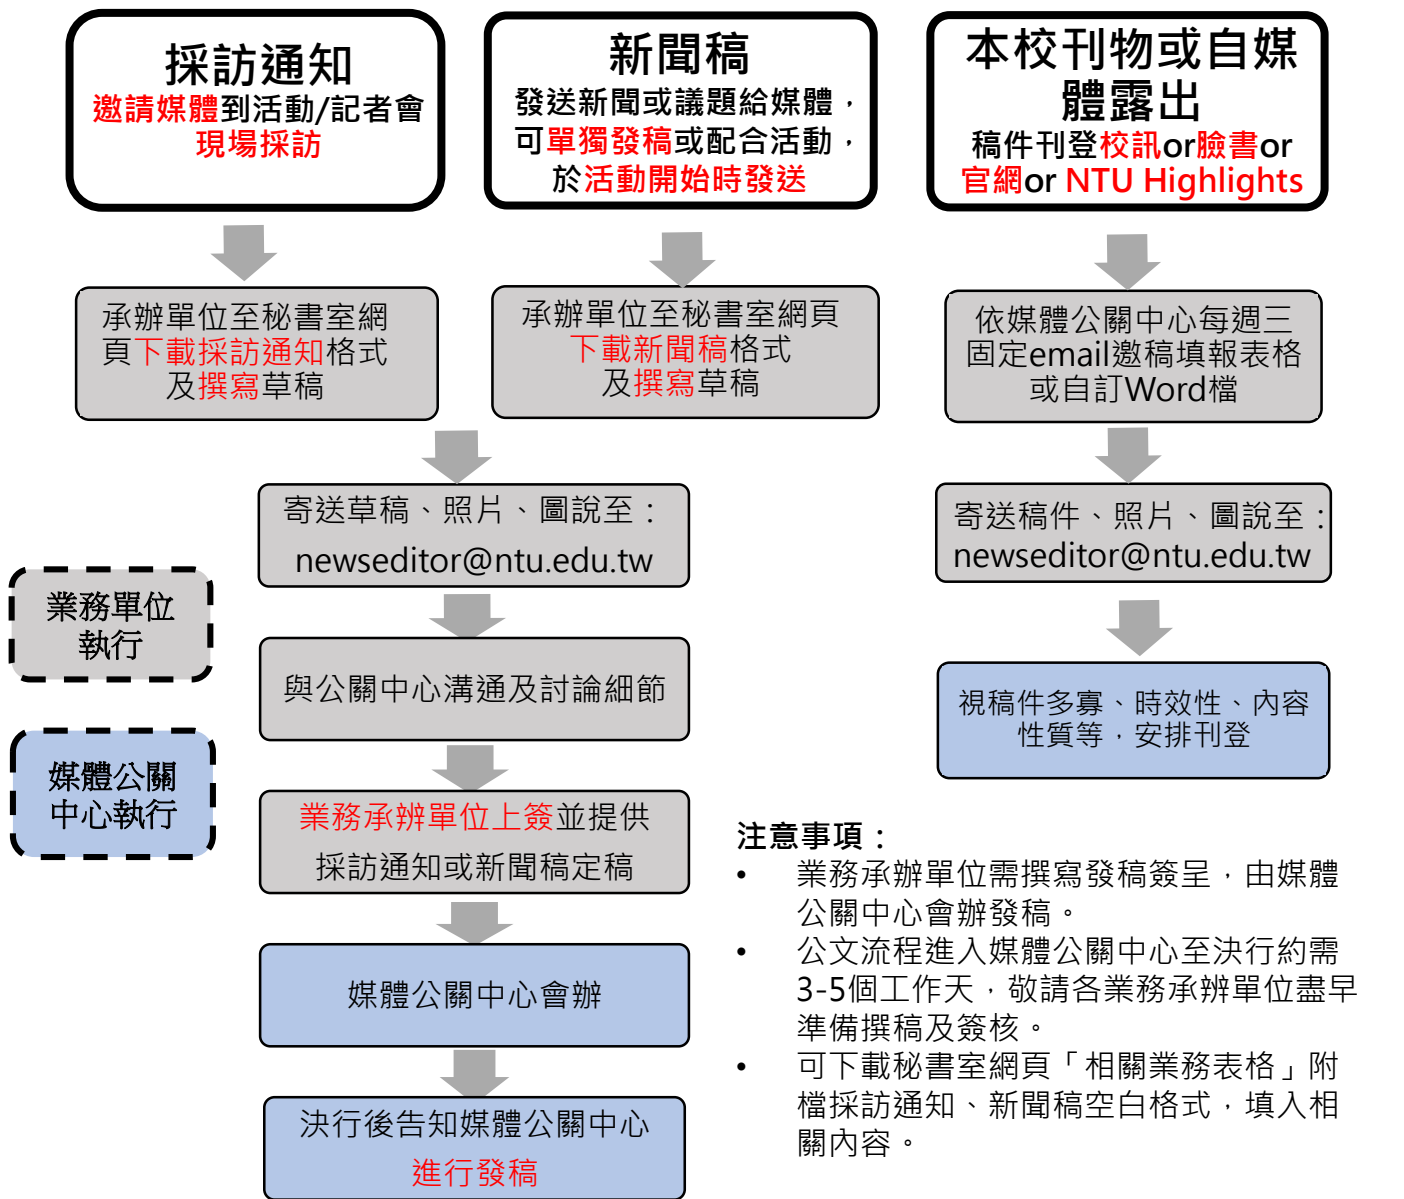 採訪通知
邀請媒體到活動/記者會
現場採訪
新聞稿
發送新聞或議題給媒體，
可單獨發稿或配合活動，
於活動開始時發送
本校刊物或自媒
體露出
稿件刊登校訊or臉書or
官網or NTU Highlights
承辦單位至秘書室網
頁下載採訪通知格式
及撰寫草稿
承辦單位至秘書室網頁
下載新聞稿格式
及撰寫草稿
依媒體公關中心每週三
固定email邀稿填報表格
或自訂Word檔
寄送草稿、照片、圖說至：
newseditor@ntu.edu.tw
寄送稿件、照片、圖說至：
newseditor@ntu.edu.tw
業務單位
執行
與公關中心溝通及討論細節
視稿件多寡、時效性、內容
性質等，安排刊登
媒體公關
中心執行
業務承辨單位上簽並提供
採訪通知或新聞稿定稿
媒體公關中心會辦
決行後告知媒體公關中心
進行發稿
注意事項：
• 業務承辦單位需撰寫發稿簽呈，由媒體
公關中心會辦發稿。
• 公文流程進入媒體公關中心至決行約需
3-5個工作天，敬請各業務承辨單位盡早
準備撰稿及簽核。
• 可下載秘書室網頁「相關業務表格」附
檔採訪通知、新聞稿空白格式，填入相
關內容。